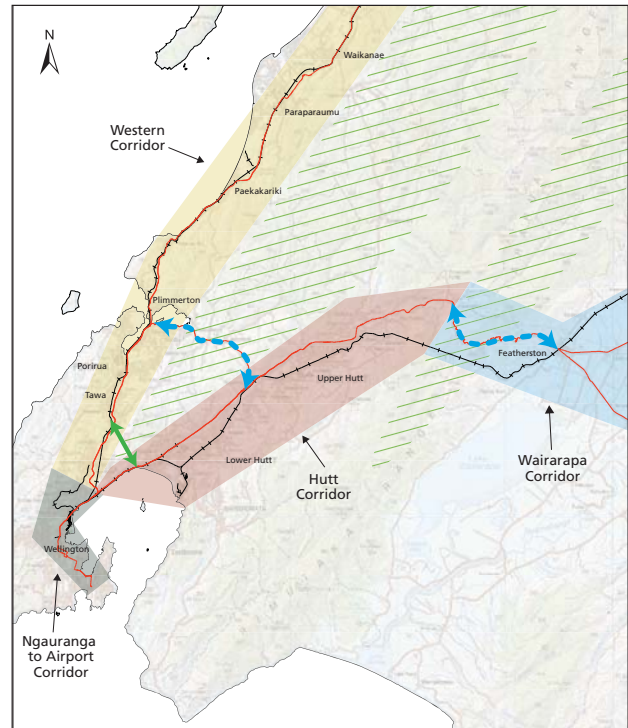 N
Waikanae
Paraparaumu
Western
Corridor
Paekakariki
Plimmerton
Porirua
Tawa
Featherston
Upper Hutt
Lower Hutt
Hutt
Corridor
Wairarapa
Corridor
Wellington
Ngauranga
to Airport
Corridor